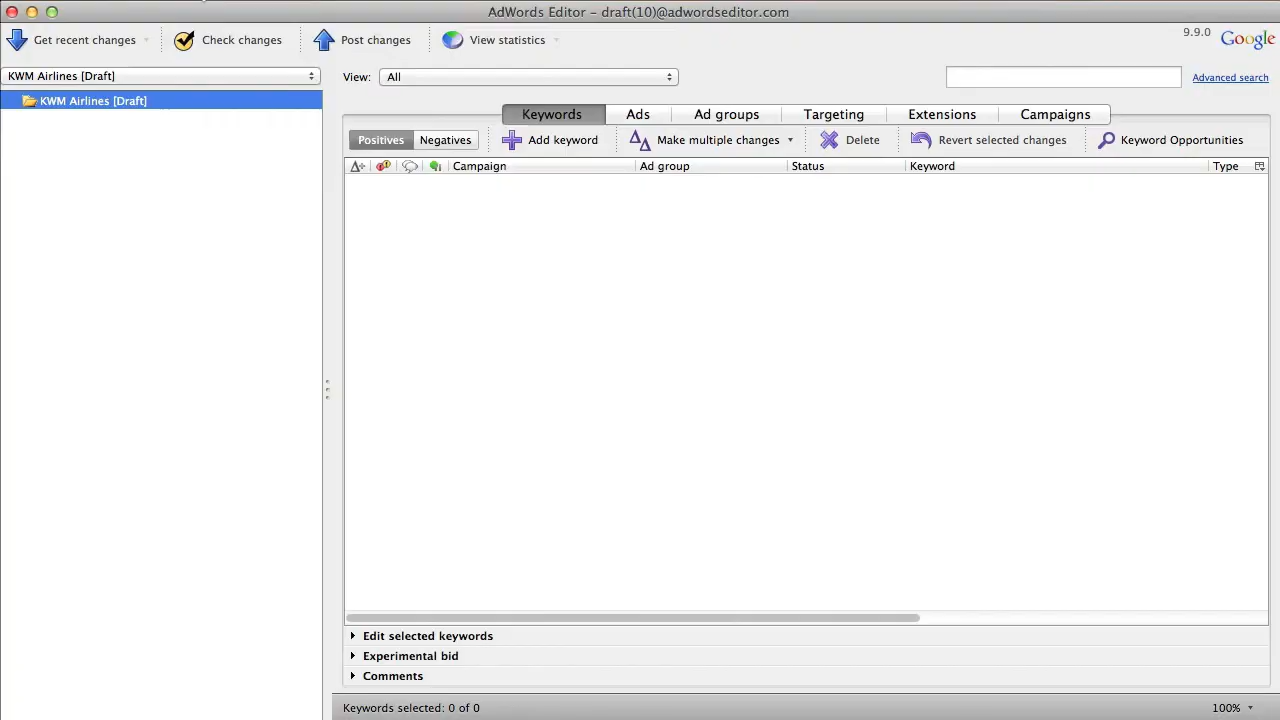 AdWords Editor – draft(10)@adwordseditor.com
Get recent changes Check changes Post changes View statistics 9.9.0 Google
KWM Airlines [Draft] View: All Advanced search
KWM Airlines [Draft]
Keywords Ads Ad groups Targeting Extensions Campaigns
Positives Negatives Add keyword Make multiple changes Delete Revert selected changes Keyword Opportunities
Campaign Ad group Status Keyword Type
Edit selected keywords
Experimental bid
Comments
Keywords selected: 0 of 0 100%